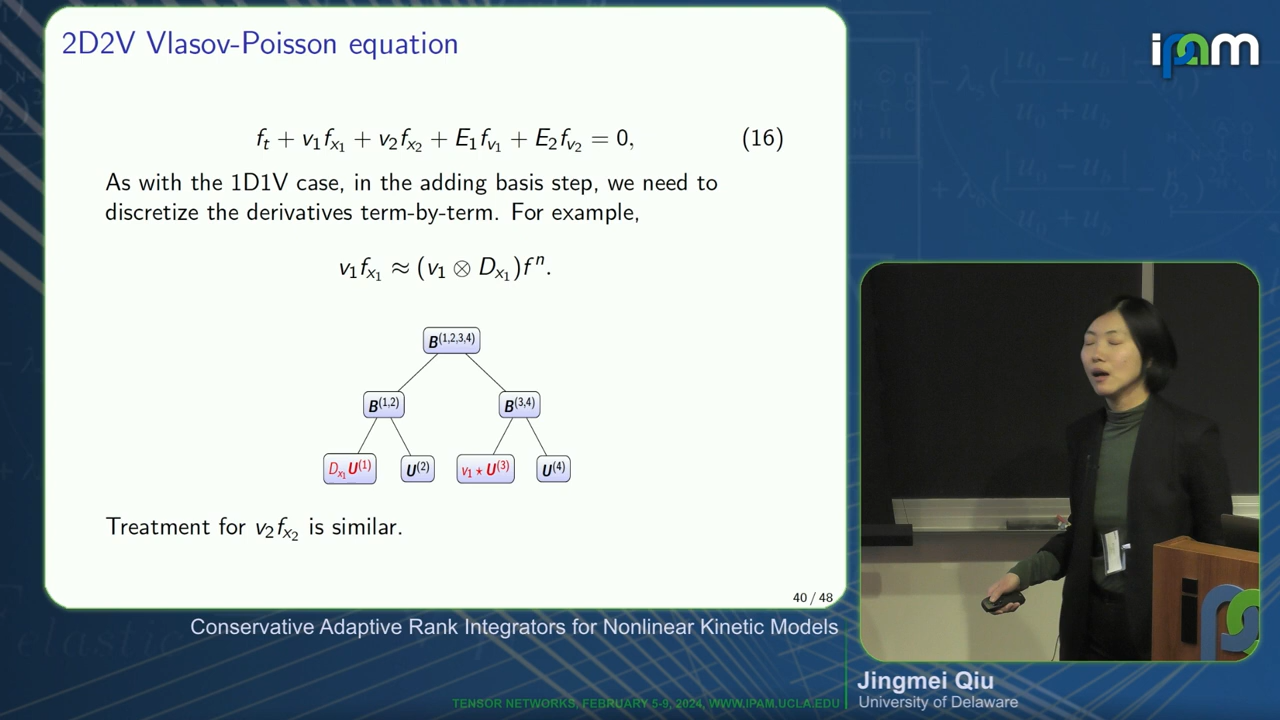 2D2V Vlasov-Poisson equation
ipam
f_t + v_1 f_{x_1} + v_2 f_{x_2} + E_1 f_{v_1} + E_2 f_{v_2} = 0, (16)
As with the 1D1V case, in the adding basis step, we need to
discretize the derivatives term-by-term. For example,
v_1 f_{x_1} ≈ (v_1 ⊗ D_{x_1}) f^n.
B^{(1,2,3,4)}
B^{(1,2)} B^{(3,4)}
D_{x_1} U^{(1)} U^{(2)} v_1 ⋆ U^{(3)} U^{(4)}
Treatment for v_2 f_{x_2} is similar.
40 / 48
Conservative Adaptive Rank Integrators for Nonlinear Kinetic Models
Jingmei Qiu
University of Delaware
TENSOR NETWORKS, FEBRUARY 5-9, 2024, WWW.IPAM.UCLA.EDU